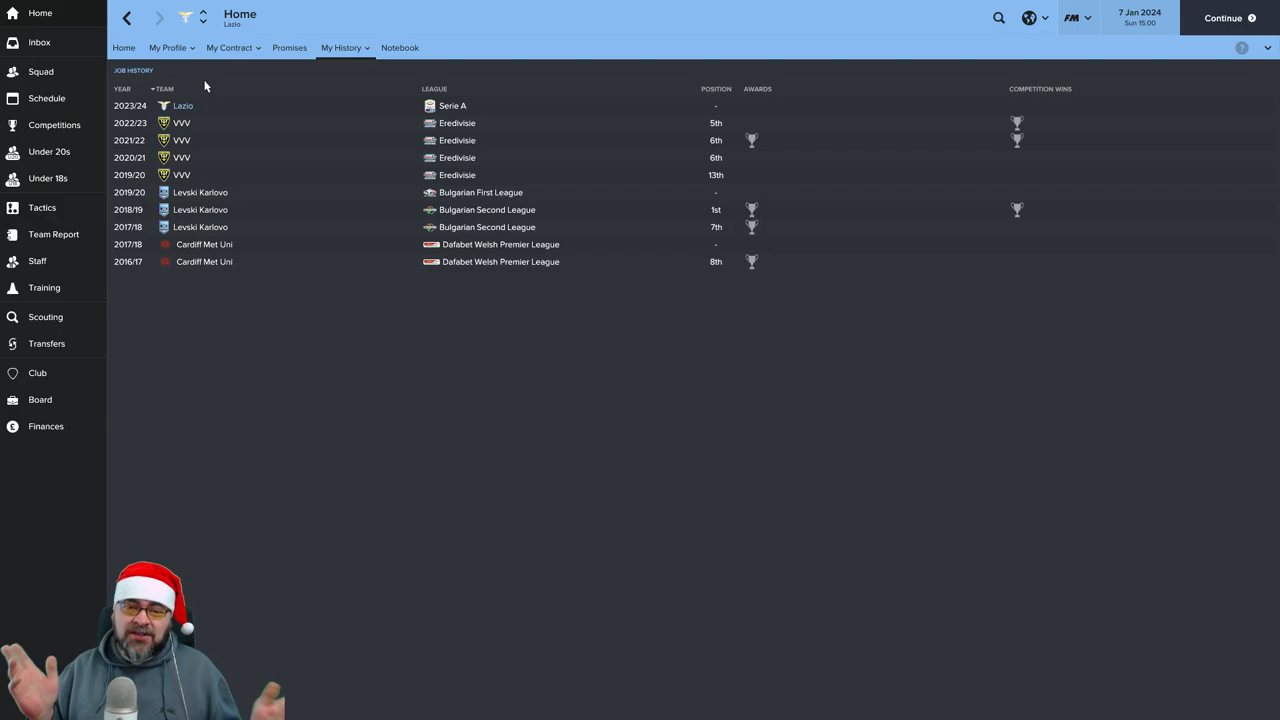 Home
Home
Lazio
7 Jan 2024
Sun 15:00
FM
Continue
Inbox
Squad
Schedule
Competitions
Under 20s
Under 18s
Tactics
Team Report
Staff
Training
Scouting
Transfers
Club
Board
Finances
Home My Profile My Contract Promises My History Notebook ?
JOB HISTORY
YEAR TEAM LEAGUE POSITION AWARDS COMPETITION WINS
2023/24 Lazio Serie A -
2022/23 VVV Eredivisie 5th
2021/22 VVV Eredivisie 6th
2020/21 VVV Eredivisie 6th
2019/20 VVV Eredivisie 13th
2019/20 Levski Karlovo Bulgarian First League -
2018/19 Levski Karlovo Bulgarian Second League 1st
2017/18 Levski Karlovo Bulgarian Second League 7th
2017/18 Cardiff Met Uni Dafabet Welsh Premier League -
2016/17 Cardiff Met Uni Dafabet Welsh Premier League 8th